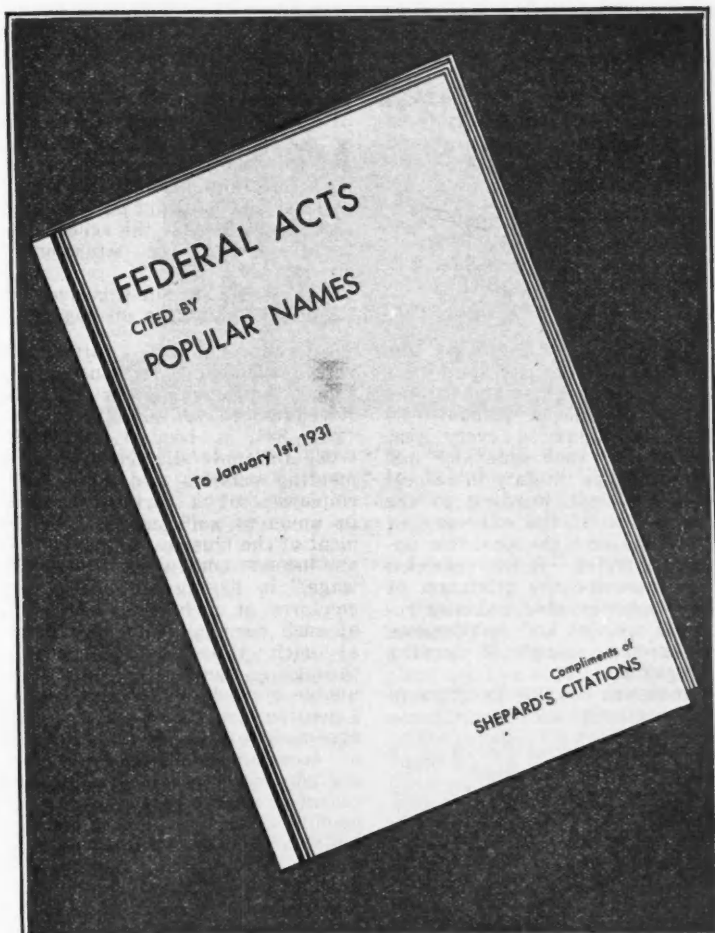 FEDERAL ACTS
CITED BY
POPULAR NAMES
To January 1st, 1931
Compliments of
SHEPARD'S CITATIONS